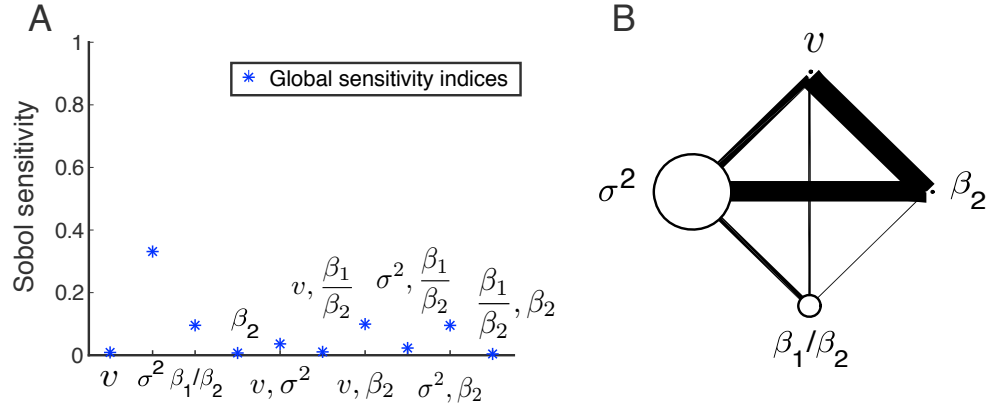 A
B
1
0.8
0.6
0.4
0.2
0
Sobol sensitivity
Global sensitivity indices
v
σ²
β₁/β₂
β₂
v, σ²
v, β₁/β₂
v, β₂
σ², β₁/β₂
σ², β₂
β₁/β₂, β₂
v
σ²
β₂
β₁/β₂